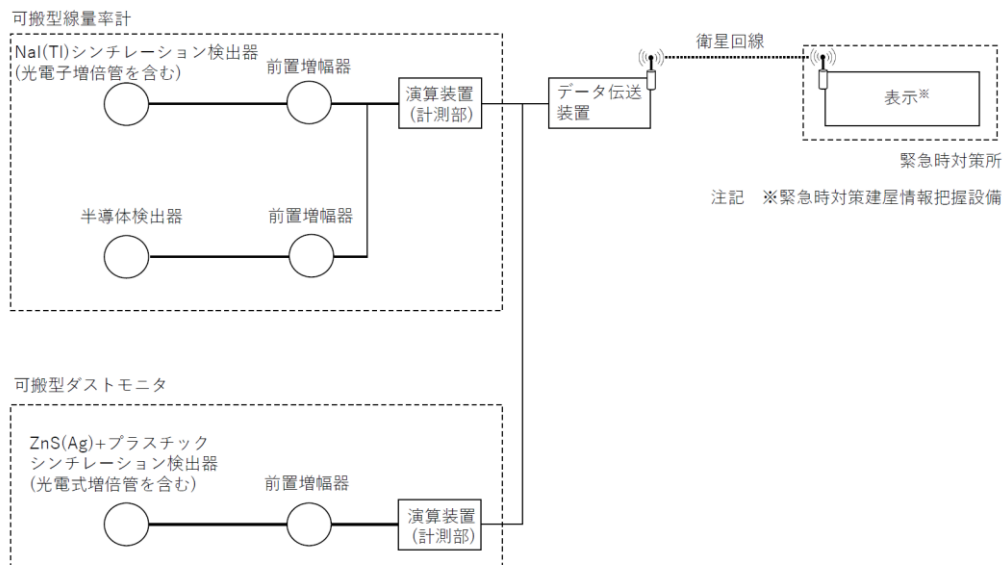 可搬型線量率計
NaI(Tl)シンチレーション検出器
(光電子増倍管を含む)
前置増幅器
演算装置
(計測部)
データ伝送
装置
衛星回線
表示※
緊急時対策所
注記　※緊急時対策建屋情報把握設備
半導体検出器
前置増幅器
可搬型ダストモニタ
ZnS(Ag)+プラスチック
シンチレーション検出器
(光電式増倍管を含む)
前置増幅器
演算装置
(計測部)